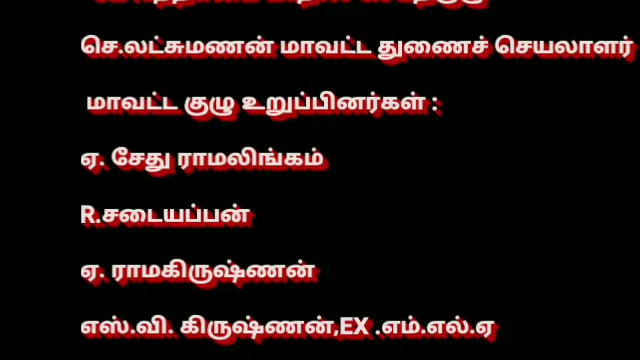 செ.லட்சுமணன் மாவட்ட துணைச் செயலாளர்
மாவட்ட குழு உறுப்பினர்கள் :
ஏ. சேது ராமலிங்கம்
R.சடையப்பன்
ஏ. ராமகிருஷ்ணன்
எஸ்.வி. கிருஷ்ணன்,EX .எம்.எல்.ஏ